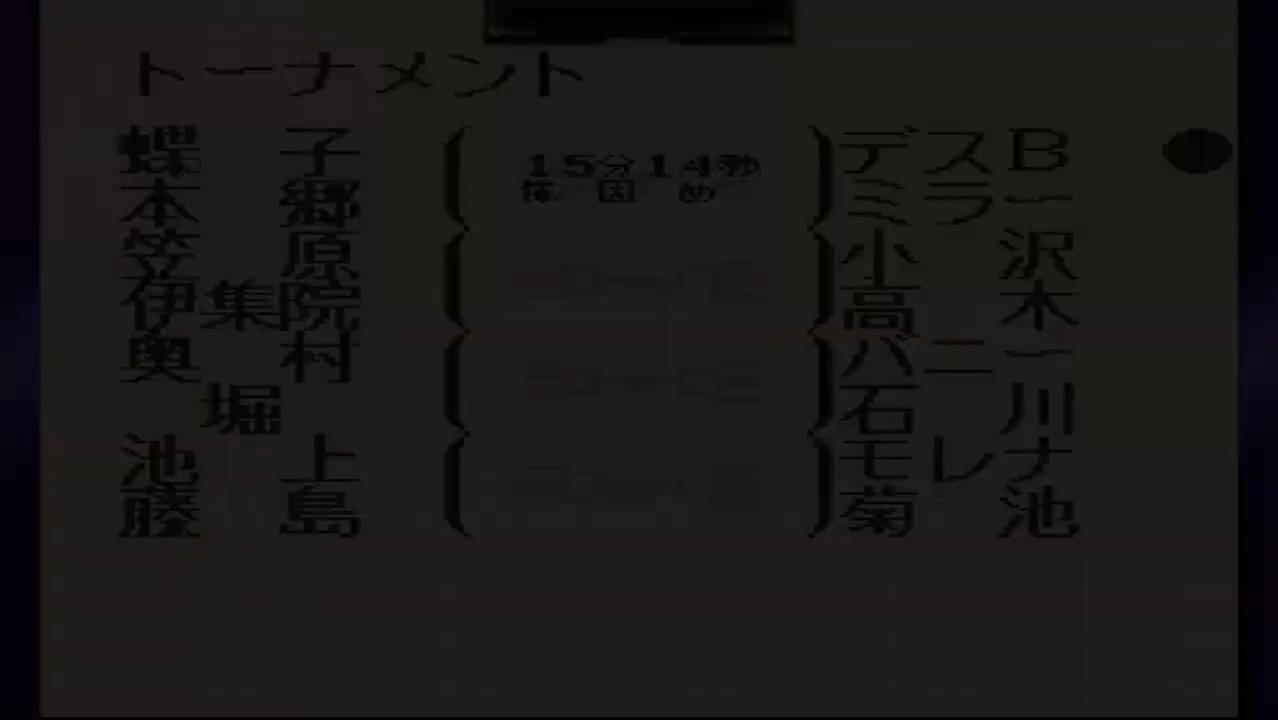 トーナメント
蝶子 デスB ●
15分14秒
本郷 固め ミラー
笠原 小沢
伊集院 高木
奥村 バニー
堀 石川
池上 モレナ
藤島 菊池